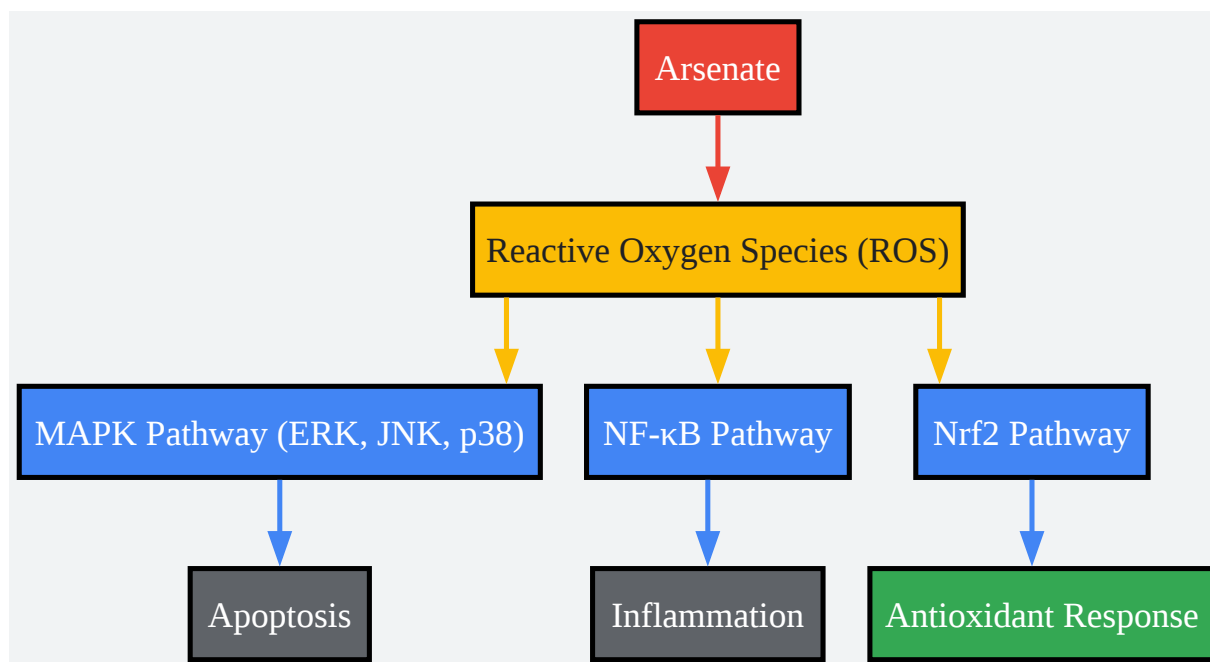 Arsenate
Reactive Oxygen Species (ROS)
MAPK Pathway (ERK, JNK, p38)
NF-κB Pathway
Nrf2 Pathway
Apoptosis
Inflammation
Antioxidant Response